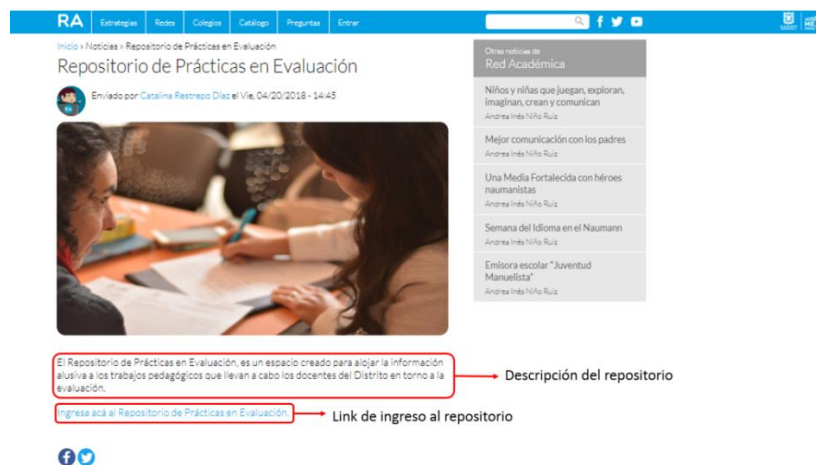 RA Estrategias Redes Colegios Catálogo Preguntas Entrar
Inicio » Noticias » Repositorio de Prácticas en Evaluación
Repositorio de Prácticas en Evaluación
Enviado por Catalina Restrepo Díaz el Vie, 04/20/2018 - 14:45
Otras noticias de
Red Académica
Niños y niñas que juegan, exploran,
imaginan, crean y comunican
Andrea Inés Niño Ruiz
Mejor comunicación con los padres
Andrea Inés Niño Ruiz
Una Media Fortalecida con héroes
naumanistas
Andrea Inés Niño Ruiz
Semana del Idioma en el Naumann
Andrea Inés Niño Ruiz
Emisora escolar "Juventud
Manuelista"
Andrea Inés Niño Ruiz
El Repositorio de Prácticas en Evaluación, es un espacio creado para alojar la información
alusiva a los trabajos pedagógicos que llevan a cabo los docentes del Distrito en torno a la
evaluación.
Descripción del repositorio
Ingresa acá al Repositorio de Prácticas en Evaluación.
Link de ingreso al repositorio